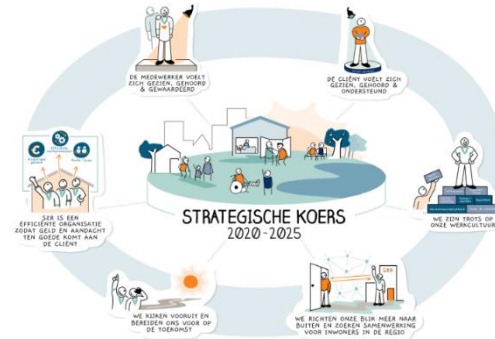 DE MEDEWERKER VOELT
ZICH GEZIEN, GEHOORD
& GEWAARDEERD
DE CLIËNT VOELT ZICH
GEZIEN, GEHOORD &
ONDERSTEUND
SZR IS EEN
EFFICIËNTE ORGANISATIE
ZODAT GELD EN AANDACHT
TEN GOEDE KOMT AAN
DE CLIËNT
STRATEGISCHE KOERS
2020-2025
WE ZIJN TROTS OP
ONZE WERKCULTUUR
WE KIJKEN VOORUIT EN
BEREIDEN ONS VOOR OP
DE TOEKOMST
SZR
WE RICHTEN ONZE BLIK MEER NAAR
BUITEN EN ZOEKEN SAMENWERKING
VOOR INWONERS IN DE REGIO